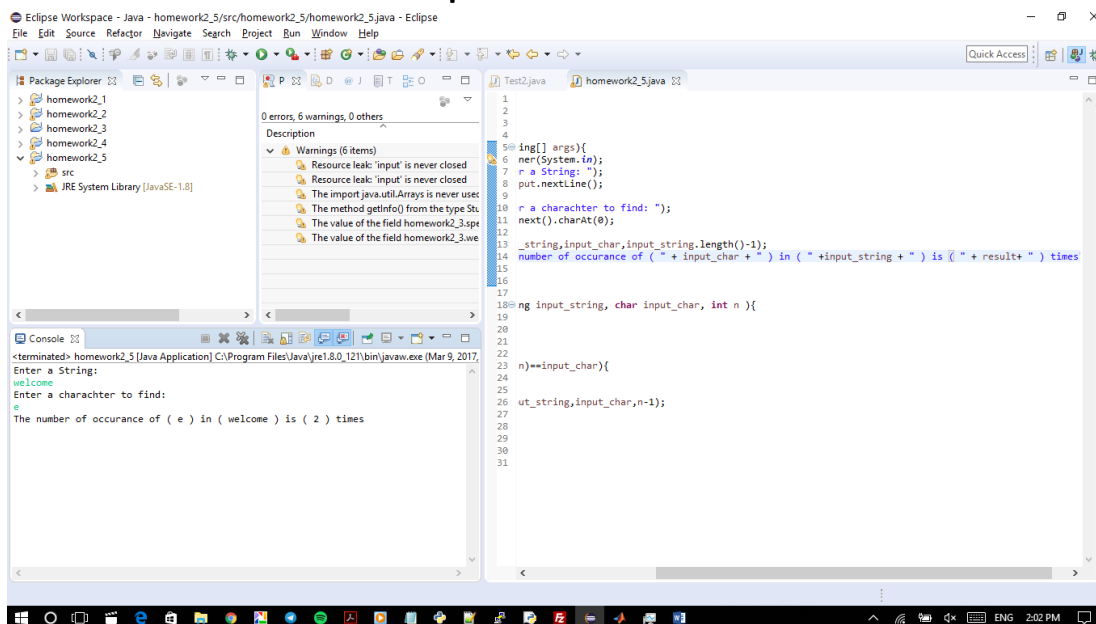 Eclipse Workspace - Java - homework2_5/src/homework2_5/homework2_5.java - Eclipse
File Edit Source Refactor Navigate Search Project Run Window Help
Quick Access
Package Explorer
homework2_1
homework2_2
homework2_3
homework2_4
homework2_5
src
JRE System Library [JavaSE-1.8]
P D @ J T E O
0 errors, 6 warnings, 0 others
Description
Warnings (6 items)
Resource leak: 'input' is never closed
Resource leak: 'input' is never closed
The import java.util.Arrays is never used
The method getInfo() from the type Stu
The value of the field homework2_3.spe
The value of the field homework2_3.we
Test2.java homework2_5.java
1
2
3
4
5 ing[] args){
6 ner(System.in);
7 r a String: ");
8 put.nextLine();
9
10 r a charachter to find: ");
11 next().charAt(0);
12
13 _string,input_char,input_string.length()-1);
14 number of occurance of ( " + input_char + " ) in ( " +input_string + " ) is ( " + result+ " ) times
15
16
17
18 ng input_string, char input_char, int n ){
19
20
21
22
23 n)==input_char){
24
25
26 ut_string,input_char,n-1);
27
28
29
30
31
Console
<terminated> homework2_5 [Java Application] C:\Program Files\Java\jre1.8.0_121\bin\javaw.exe (Mar 9, 2017,
Enter a String:
welcome
Enter a charachter to find:
e
The number of occurance of ( e ) in ( welcome ) is ( 2 ) times
ENG 2:02 PM